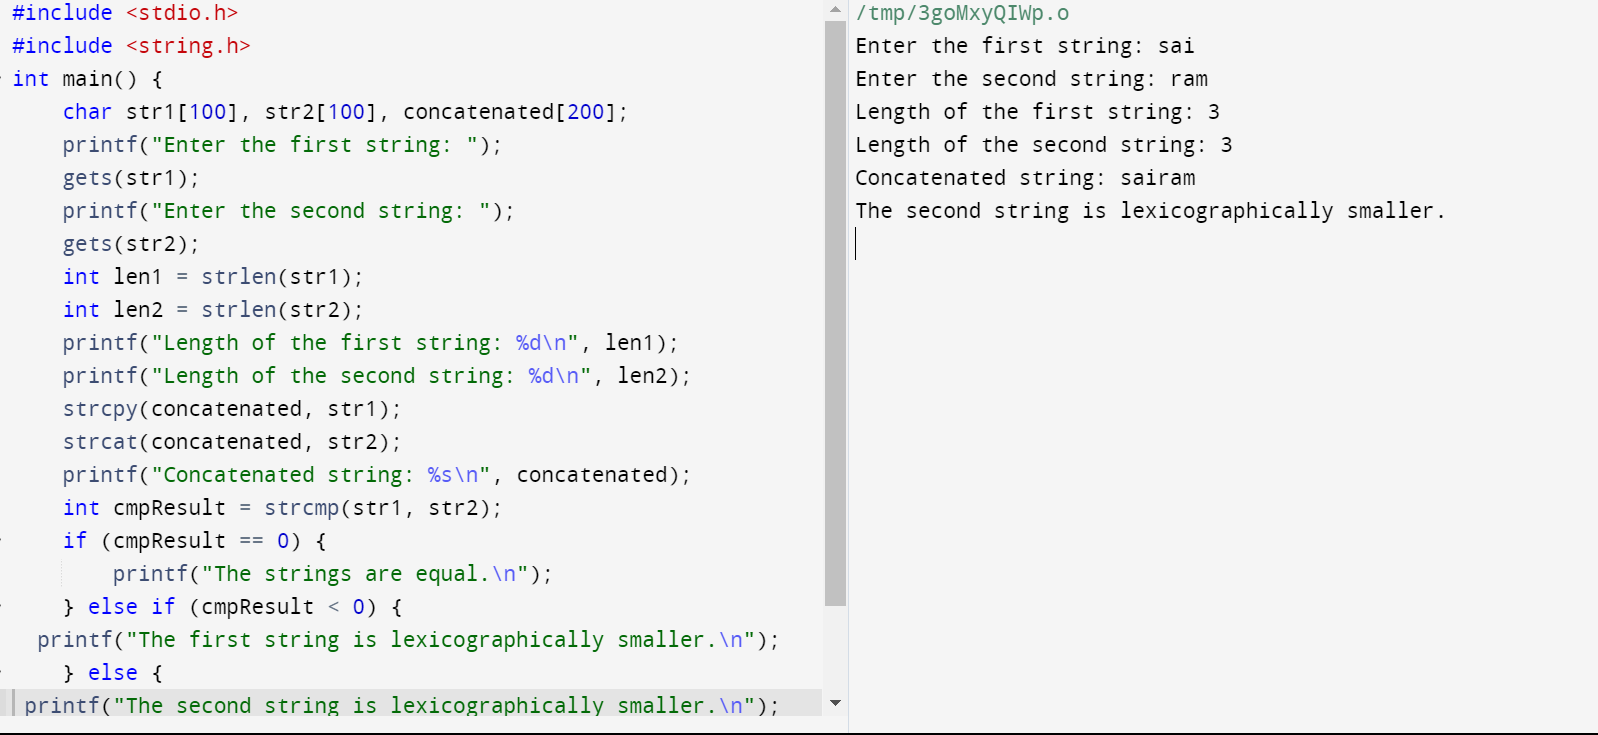 #include <stdio.h>
#include <string.h>
int main() {
    char str1[100], str2[100], concatenated[200];
    printf("Enter the first string: ");
    gets(str1);
    printf("Enter the second string: ");
    gets(str2);
    int len1 = strlen(str1);
    int len2 = strlen(str2);
    printf("Length of the first string: %d\n", len1);
    printf("Length of the second string: %d\n", len2);
    strcpy(concatenated, str1);
    strcat(concatenated, str2);
    printf("Concatenated string: %s\n", concatenated);
    int cmpResult = strcmp(str1, str2);
    if (cmpResult == 0) {
        printf("The strings are equal.\n");
    } else if (cmpResult < 0) {
  printf("The first string is lexicographically smaller.\n");
    } else {
 printf("The second string is lexicographically smaller.\n");
/tmp/3goMxyQIWp.o
Enter the first string: sai
Enter the second string: ram
Length of the first string: 3
Length of the second string: 3
Concatenated string: sairam
The second string is lexicographically smaller.